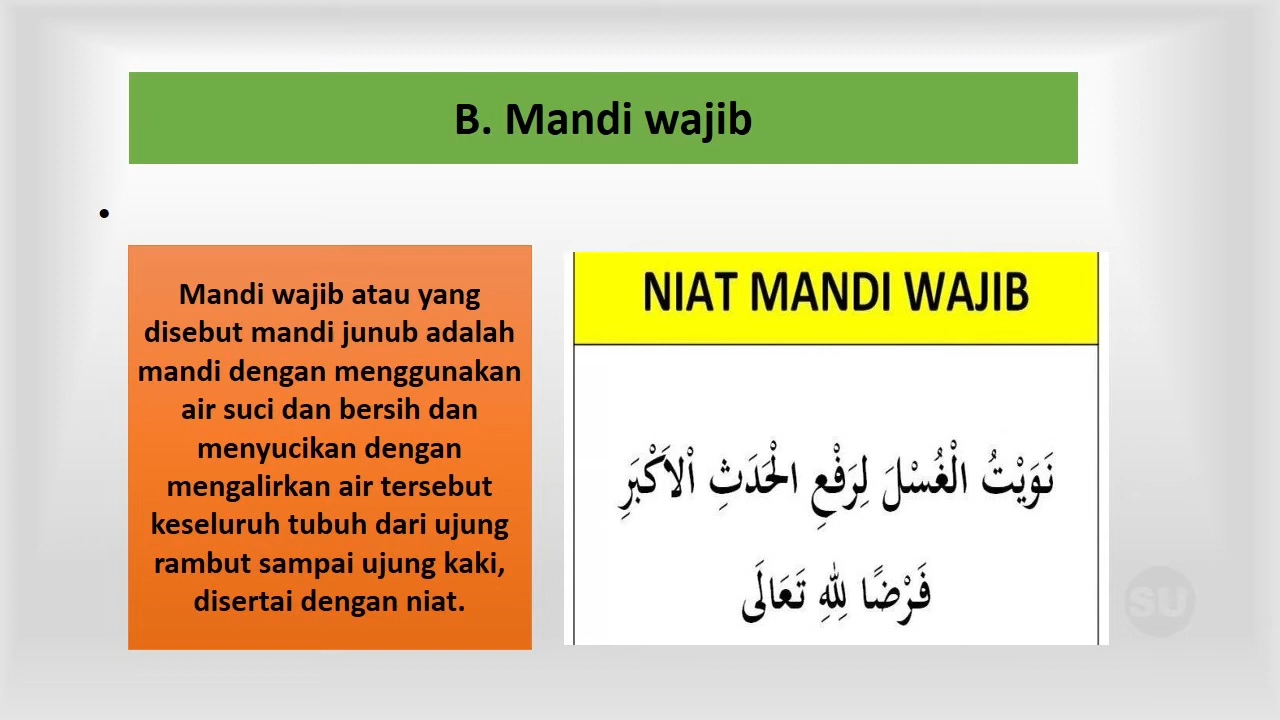 B. Mandi wajib
•
Mandi wajib atau yang
disebut mandi junub adalah
mandi dengan menggunakan
air suci dan bersih dan
menyucikan dengan
mengalirkan air tersebut
keseluruh tubuh dari ujung
rambut sampai ujung kaki,
disertai dengan niat.
NIAT MANDI WAJIB
نَوَيْتُ الْغُسْلَ لِرَفْعِ الْحَدَثِ اْلاَكْبَرِ
فَرْضًا لِلّٰهِ تَعَالَى
SU